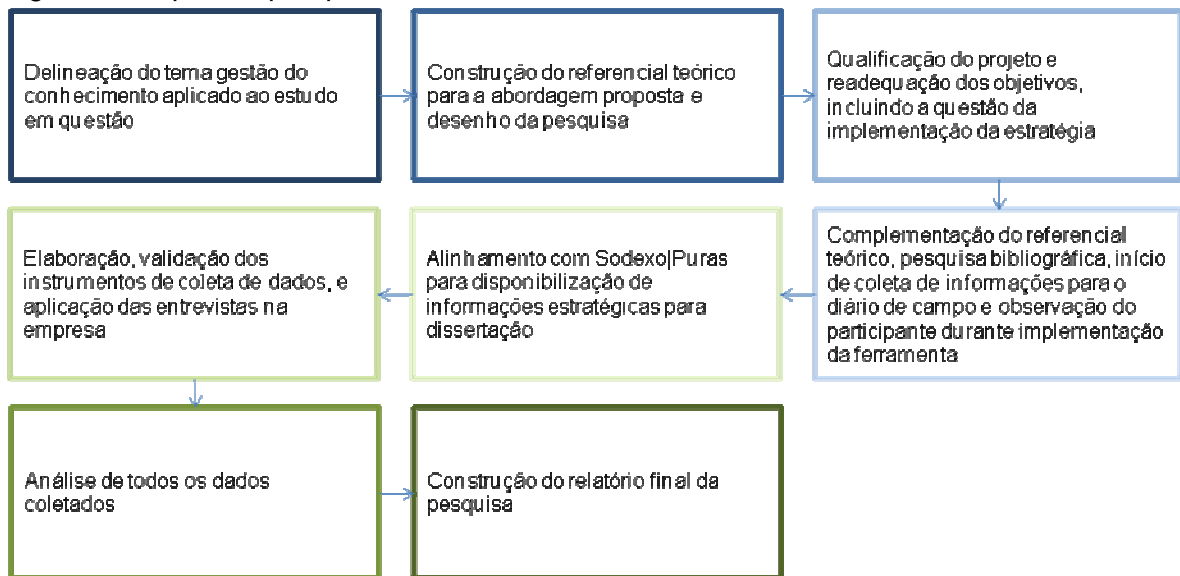 Delineação do tema gestão do
conhecimento aplicado ao estudo
em questão
Construção do referencial teórico
para a abordagem proposta e
desenho da pesquisa
Qualificação do projeto e
readequação dos objetivos,
incluindo a questão da
implementação da estratégia
Complementação do referencial
teórico, pesquisa bibliográfica, início
de coleta de informações para o
diário de campo e observação do
participante durante implementação
da ferramenta
Alinhamento com Sodexo|Puras
para disponibilização de
informações estratégicas para
dissertação
Elaboração, validação dos
instrumentos de coleta de dados, e
aplicação das entrevistas na
empresa
Análise de todos os dados
coletados
Construção do relatório final da
pesquisa